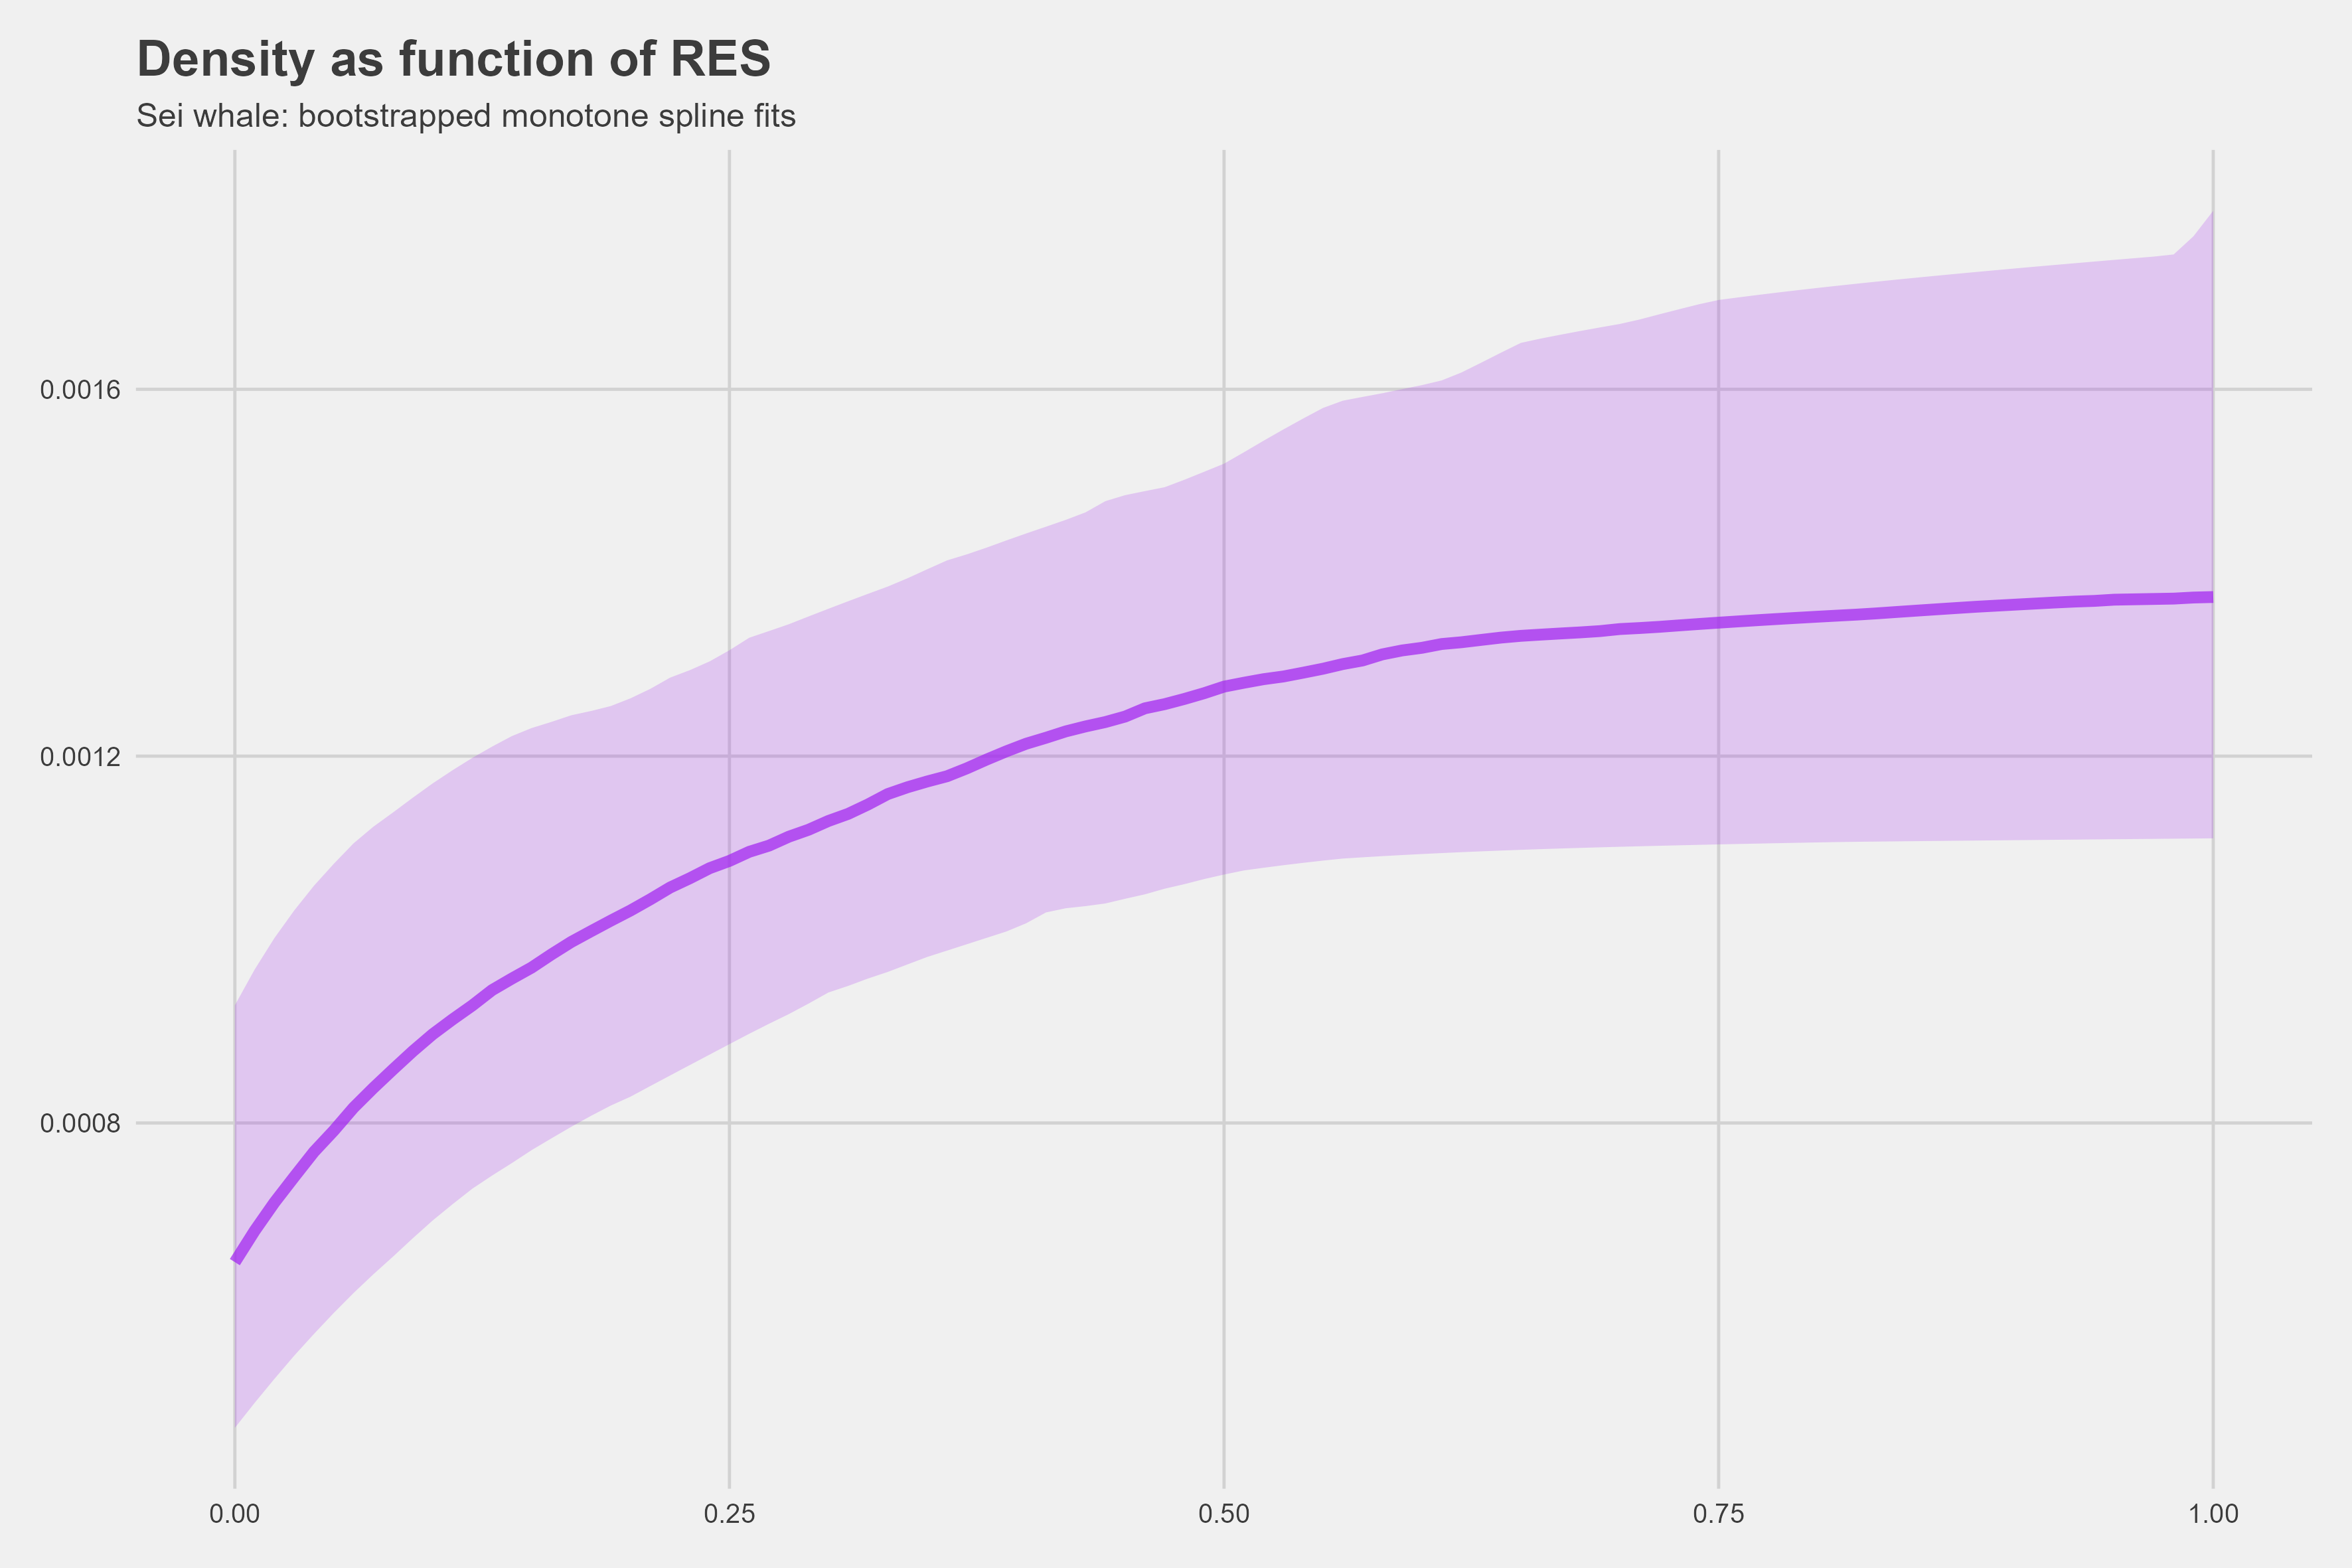 Density as function of RES
Sei whale: bootstrapped monotone spline fits
0.0016
0.0012
0.0008
0.00 0.25 0.50 0.75 1.00